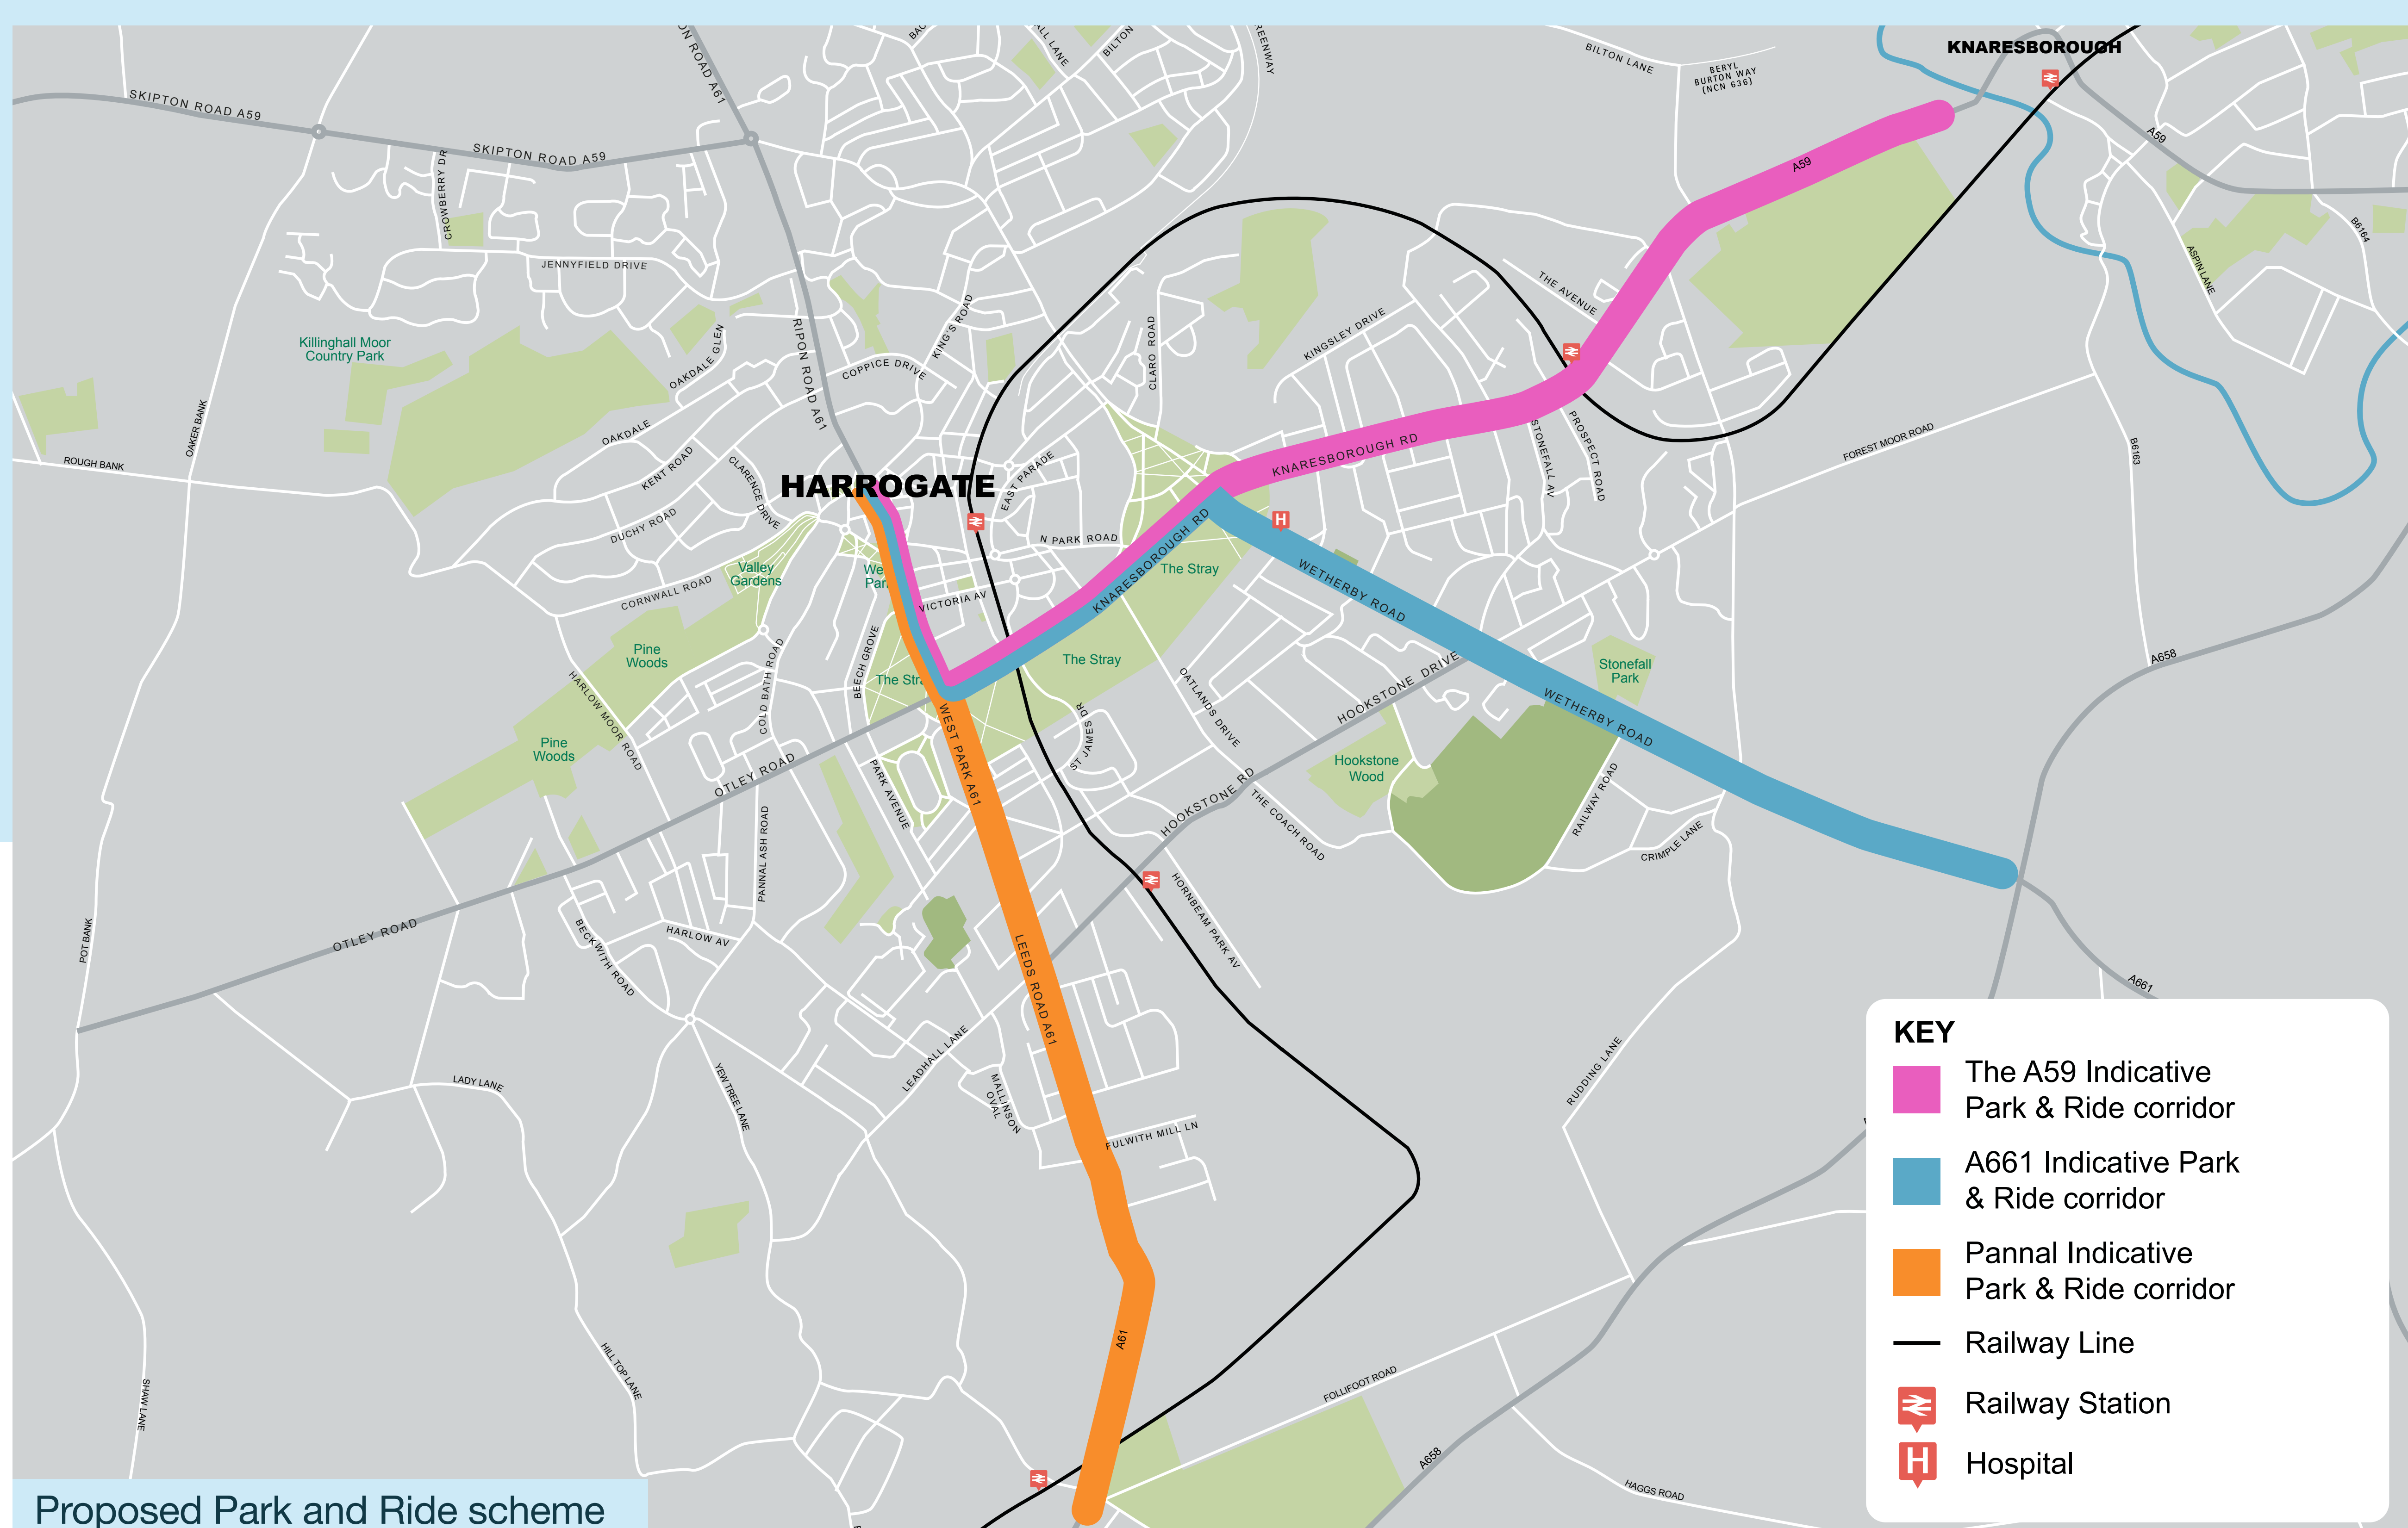 KNARESBOROUGH
BILTON LANE
BERYL
BURTON WAY
(NCN 636)
BILTON
SKIPTON ROAD A59
SKIPTON ROAD A59
CROWBERRY DR
JENNYFIELD DRIVE
A59
A59
B6164
ASPIN LANE
THE AVENUE
KINGSLEY DRIVE
CLARO ROAD
KING'S ROAD
COPPICE DRIVE
RIPON ROAD A61
OAKDALE GLEN
OAKDALE
Killinghall Moor
Country Park
OAKER BANK
ROUGH BANK
KENT ROAD
CLARENCE DRIVE
DUCHY ROAD
HARROGATE
EAST PARADE
N PARK ROAD
KNARESBOROUGH RD
KNARESBOROUGH RD
STONEFALL AV
PROSPECT ROAD
FOREST MOOR ROAD
B6163
H
Valley
Gardens
CORNWALL ROAD
VICTORIA AV
The Stray
The Stray
WETHERBY ROAD
WETHERBY ROAD
Pine
Woods
Pine
Woods
HARLOW MOOR ROAD
COLD BATH ROAD
BEECH GROVE
WEST PARK A61
ST JAMES DR
OATLANDS DRIVE
HOOKSTONE DRIVE
HOOKSTONE RD
Stonefall
Park
Hookstone
Wood
A658
OTLEY ROAD
OTLEY ROAD
PARK AVENUE
PANNAL ASH ROAD
THE COACH ROAD
RAILWAY ROAD
CRIMPLE LANE
POT BANK
BECKWITH ROAD
HARLOW AV
HORNBEAM PARK AV
LEEDS ROAD A61
A661
LEADHALL LANE
MALLINSON
OVAL
FULWITH MILL LN
LADY LANE
YEW TREE LANE
RUDDING LANE
HILL TOP LANE
SHAW LANE
A61
FOLLIFOOT ROAD
A658
HAGGS ROAD
KEY
The A59 Indicative
Park & Ride corridor
A661 Indicative Park
& Ride corridor
Pannal Indicative
Park & Ride corridor
Railway Line
Railway Station
H
Hospital
Proposed Park and Ride scheme